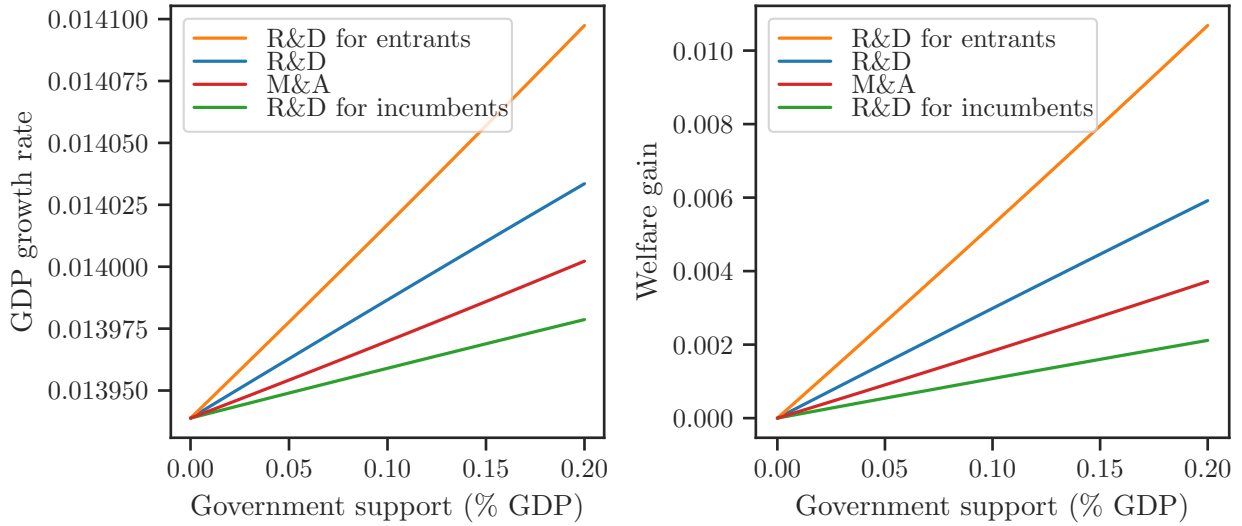 GDP growth rate
0.014100
0.014075
0.014050
0.014025
0.014000
0.013975
0.013950
R&D for entrants
R&D
M&A
R&D for incumbents
0.00 0.05 0.10 0.15 0.20
Government support (% GDP)
Welfare gain
0.010
0.008
0.006
0.004
0.002
0.000
R&D for entrants
R&D
M&A
R&D for incumbents
0.00 0.05 0.10 0.15 0.20
Government support (% GDP)